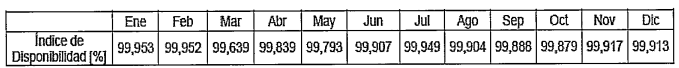 Ene Feb Mar Abr May Jun Jul Ago Sep Oct Nov Dic
Índice de Disponibilidad [%] 99,953 99,952 99,639 99,839 99,793 99,907 99,949 99,904 99,888 99,879 99,917 99,913